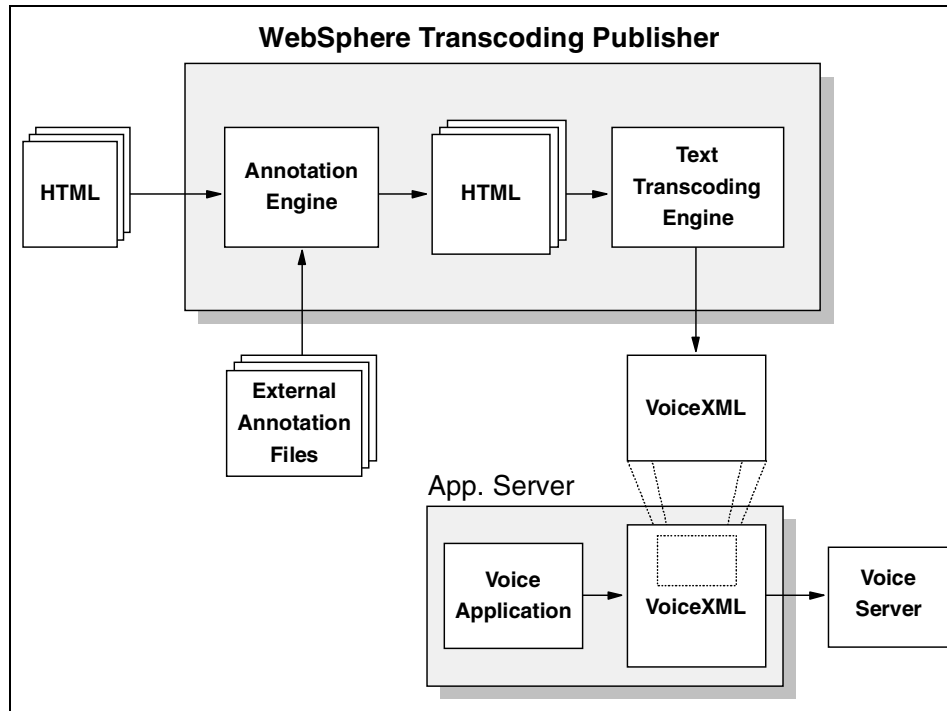 WebSphere Transcoding Publisher
HTML
Annotation
Engine
HTML
Text
Transcoding
Engine
External
Annotation
Files
VoiceXML
App. Server
Voice
Application
VoiceXML
Voice
Server